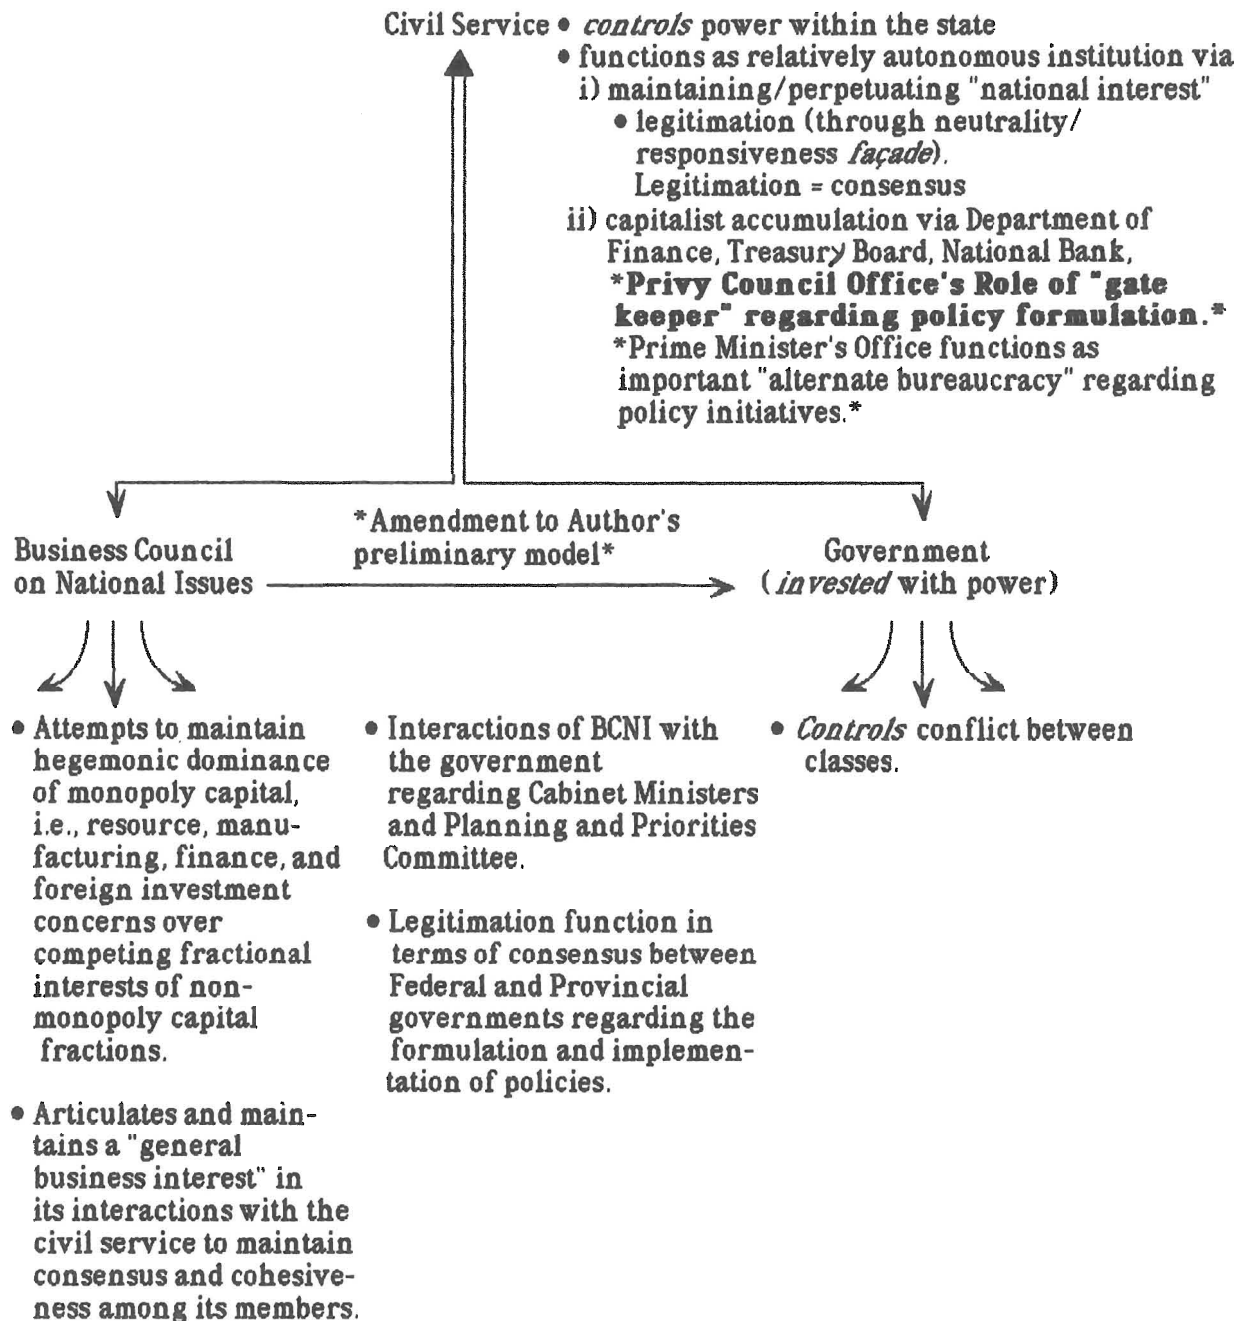 Civil Service • controls power within the state
• functions as relatively autonomous institution via
i) maintaining/perpetuating "national interest"
• legitimation (through neutrality/
responsiveness façade).
Legitimation = consensus
ii) capitalist accumulation via Department of
Finance, Treasury Board, National Bank,
*Privy Council Office's Role of "gate
keeper" regarding policy formulation.*
*Prime Minister's Office functions as
important "alternate bureaucracy" regarding
policy initiatives.*
*Amendment to Author's
preliminary model*
Business Council
on National Issues
Government
(invested with power)
• Attempts to maintain
hegemonic dominance
of monopoly capital,
i.e., resource, manu-
facturing, finance, and
foreign investment
concerns over
competing fractional
interests of non-
monopoly capital
fractions.
• Articulates and main-
tains a "general
business interest" in
its interactions with the
civil service to maintain
consensus and cohesive-
ness among its members.
• Interactions of BCNI with
the government
regarding Cabinet Ministers
and Planning and Priorities
Committee.
• Legitimation function in
terms of consensus between
Federal and Provincial
governments regarding the
formulation and implemen-
tation of policies.
• Controls conflict between
classes.